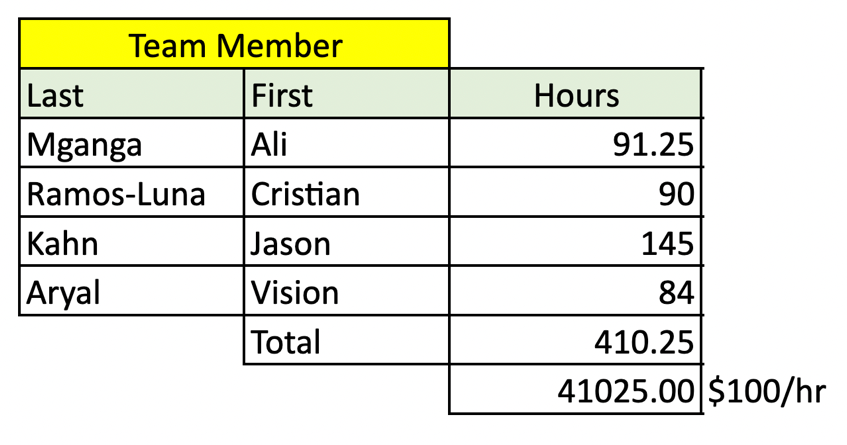 Team Member
Last First Hours
Mganga Ali 91.25
Ramos-Luna Cristian 90
Kahn Jason 145
Aryal Vision 84
Total 410.25
41025.00 $100/hr